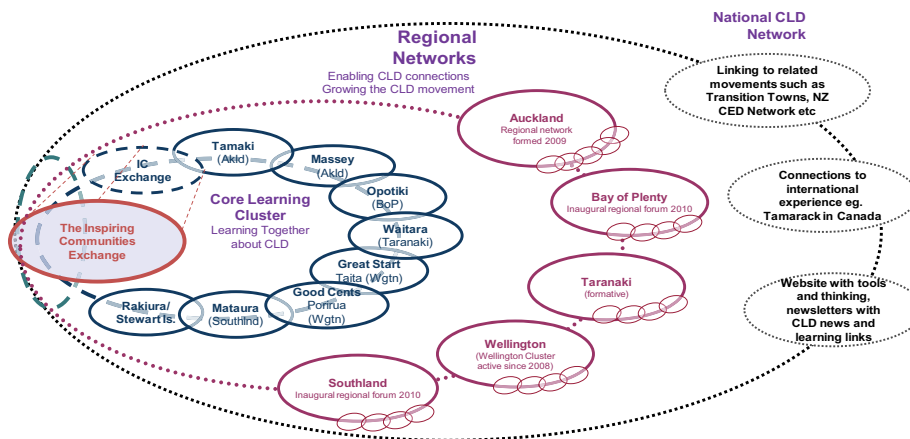 National CLD
Network
Regional
Networks
Enabling CLD connections
Growing the CLD movement
Linking to related
movements such as
Transition Towns, NZ
CED Network etc
Auckland
Regional network
formed 2009
Tamaki
(Akld)
IC
Exchange
Massey
(Akld)
Opotiki
(BoP)
Core Learning
Cluster
Learning Together
about CLD
Bay of Plenty
Inaugural regional forum 2010
Connections to
international
experience eg.
Tamarack in Canada
The Inspiring
Communities
Exchange
Waitara
(Taranaki)
Great Start
Taita (Wgtn)
Taranaki
(formative)
Good Cents
Porirua
(Wgtn)
Rakiura/
Stewart Is.
Mataura
(Southlnd)
Website with tools
and thinking,
newsletters with
CLD news and
learning links
Wellington
(Wellington Cluster
active since 2008)
Southland
Inaugural regional forum 2010